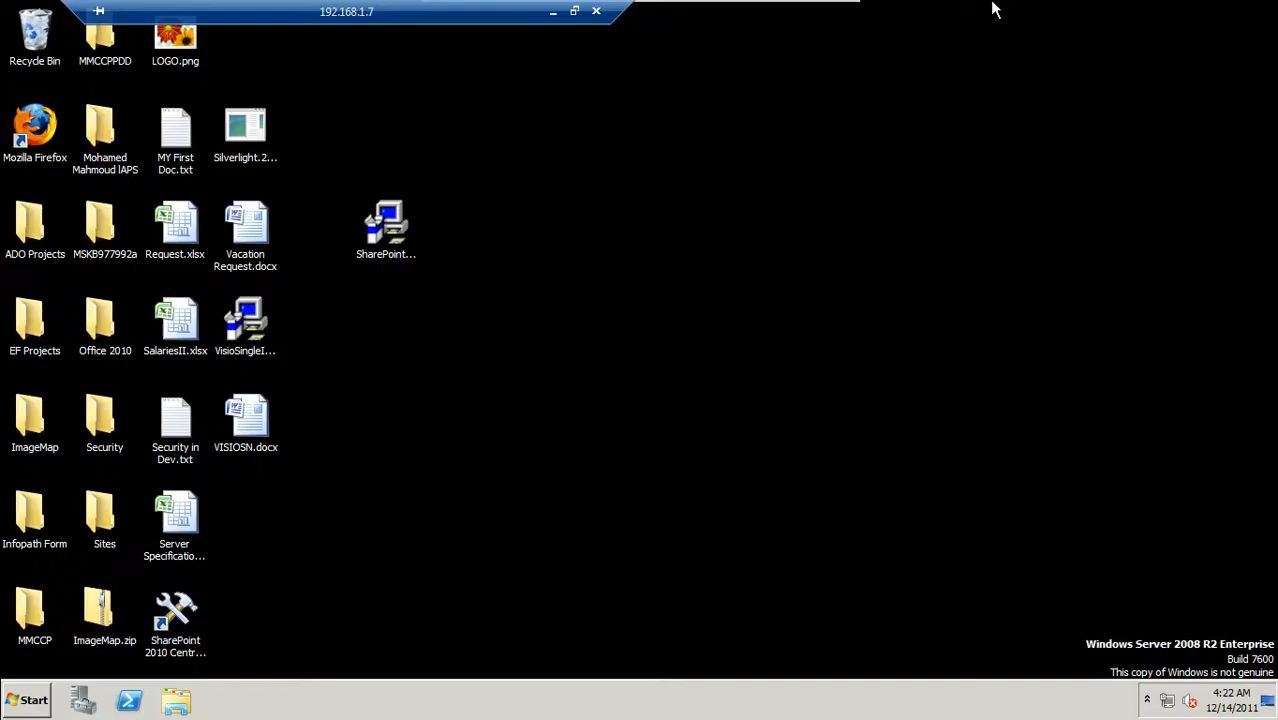 192.168.1.7
Recycle Bin
MMCCPPDD
LOGO.png
Mozilla Firefox
Mohamed
Mahmoud lAPS
MY First
Doc.txt
Silverlight.2...
ADO Projects
MSKB977992a
Request.xlsx
Vacation
Request.docx
SharePoint...
EF Projects
Office 2010
SalariesII.xlsx
VisioSingleI...
ImageMap
Security
Security in
Dev.txt
VISIOSN.docx
Infopath Form
Sites
Server
Specificatio...
MMCCP
ImageMap.zip
SharePoint
2010 Centr...
Windows Server 2008 R2 Enterprise
Build 7600
This copy of Windows is not genuine
Start
4:22 AM
12/14/2011